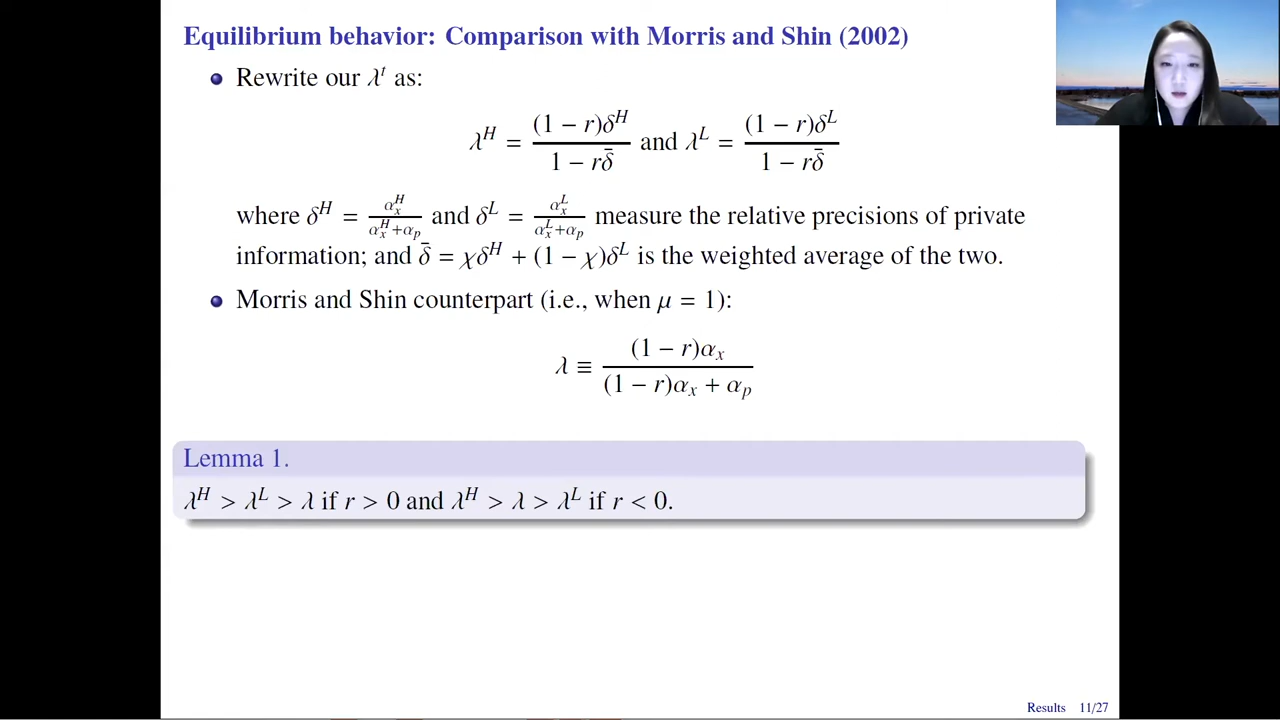 Equilibrium behavior: Comparison with Morris and Shin (2002)
Rewrite our λ^t as:
λ^H = (1 − r)δ^H / (1 − rδ̄) and λ^L = (1 − r)δ^L / (1 − rδ̄)
where δ^H = α_x^H / (α_x^H + α_p) and δ^L = α_x^L / (α_x^L + α_p) measure the relative precisions of private
information; and δ̄ = χδ^H + (1 − χ)δ^L is the weighted average of the two.
Morris and Shin counterpart (i.e., when μ = 1):
λ ≡ (1 − r)α_x / ((1 − r)α_x + α_p)
Lemma 1.
λ^H > λ^L > λ if r > 0 and λ^H > λ > λ^L if r < 0.
Results 11/27